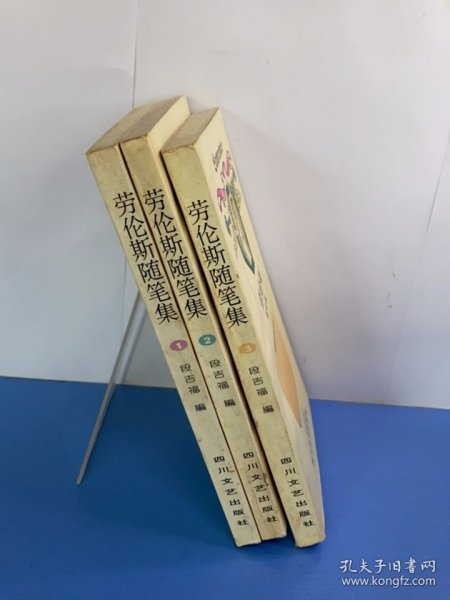 劳伦斯随笔集
1
段吉福 编
四川文艺出版社
劳伦斯随笔集
2
段吉福 编
四川文艺出版社
劳伦斯随笔集
3
段吉福 编
四川文艺出版社
孔夫子旧书网
www.kongfz.com